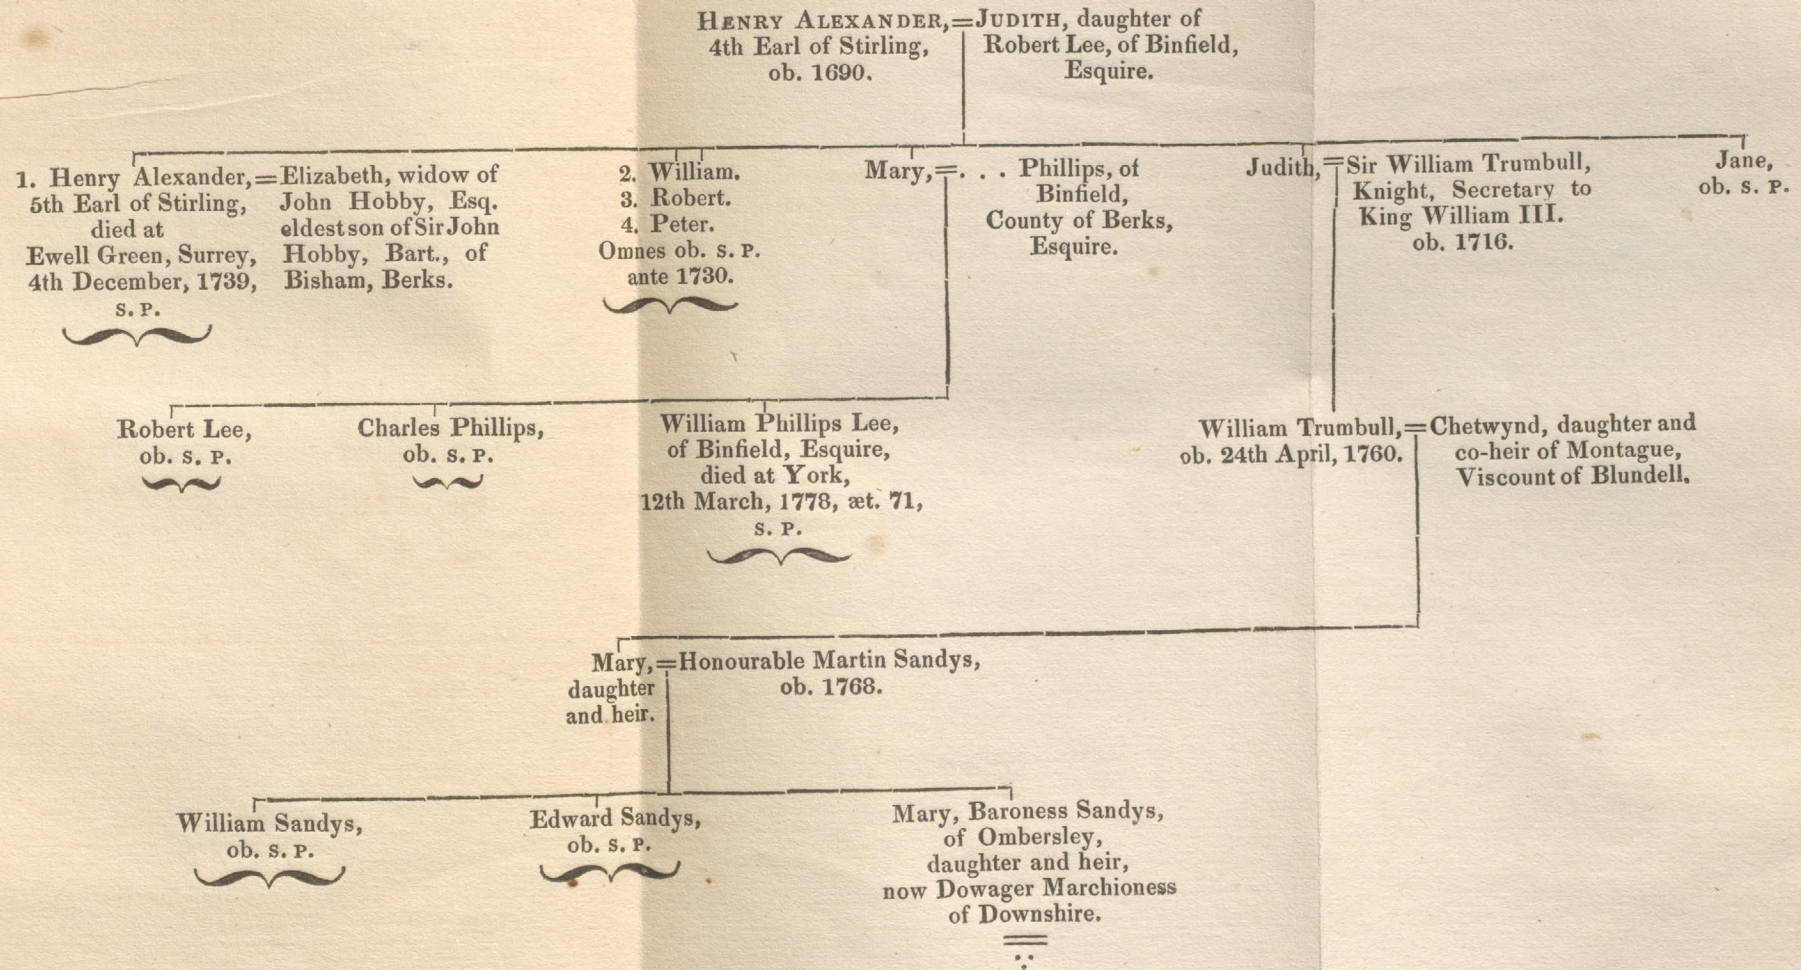 HENRY ALEXANDER,=JUDITH, daughter of
4th Earl of Stirling,
Robert Lee, of Binfield,
ob. 1690.
Esquire.
1. Henry Alexander,=Elizabeth, widow of
5th Earl of Stirling,
John Hobby, Esq.
died at
eldest son of Sir John
Ewell Green, Surrey,
Hobby, Bart., of
4th December, 1739,
Bisham, Berks.
S. P.
2. William.
3. Robert.
4. Peter.
Omnes ob. S. P.
ante 1730.
Mary,=. . . Phillips, of
Binfield,
County of Berks,
Esquire.
Judith,=Sir William Trumbull,
Knight, Secretary to
King William III.
ob. 1716.
Jane,
ob. S. P.
Robert Lee,
ob. S. P.
Charles Phillips,
ob. S. P.
William Phillips Lee,
of Binfield, Esquire,
died at York,
12th March, 1778, æt. 71,
S. P.
William Trumbull,=Chetwynd, daughter and
ob. 24th April, 1760.
co-heir of Montague,
Viscount of Blundell.
Mary,=Honourable Martin Sandys,
daughter
ob. 1768.
and heir.
William Sandys,
ob. S. P.
Edward Sandys,
ob. S. P.
Mary, Baroness Sandys,
of Ombersley,
daughter and heir,
now Dowager Marchioness
of Downshire.